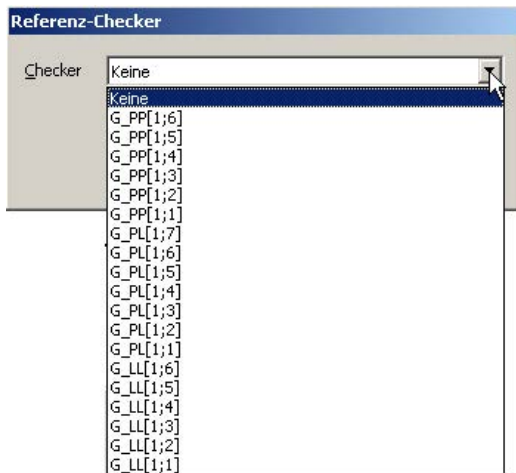 Referenz-Checker
Checker Keine
Keine
G_PP[1;6]
G_PP[1;5]
G_PP[1;4]
G_PP[1;3]
G_PP[1;2]
G_PP[1;1]
G_PL[1;7]
G_PL[1;6]
G_PL[1;5]
G_PL[1;4]
G_PL[1;3]
G_PL[1;2]
G_PL[1;1]
G_LL[1;6]
G_LL[1;5]
G_LL[1;4]
G_LL[1;3]
G_LL[1;2]
G_LL[1;1]